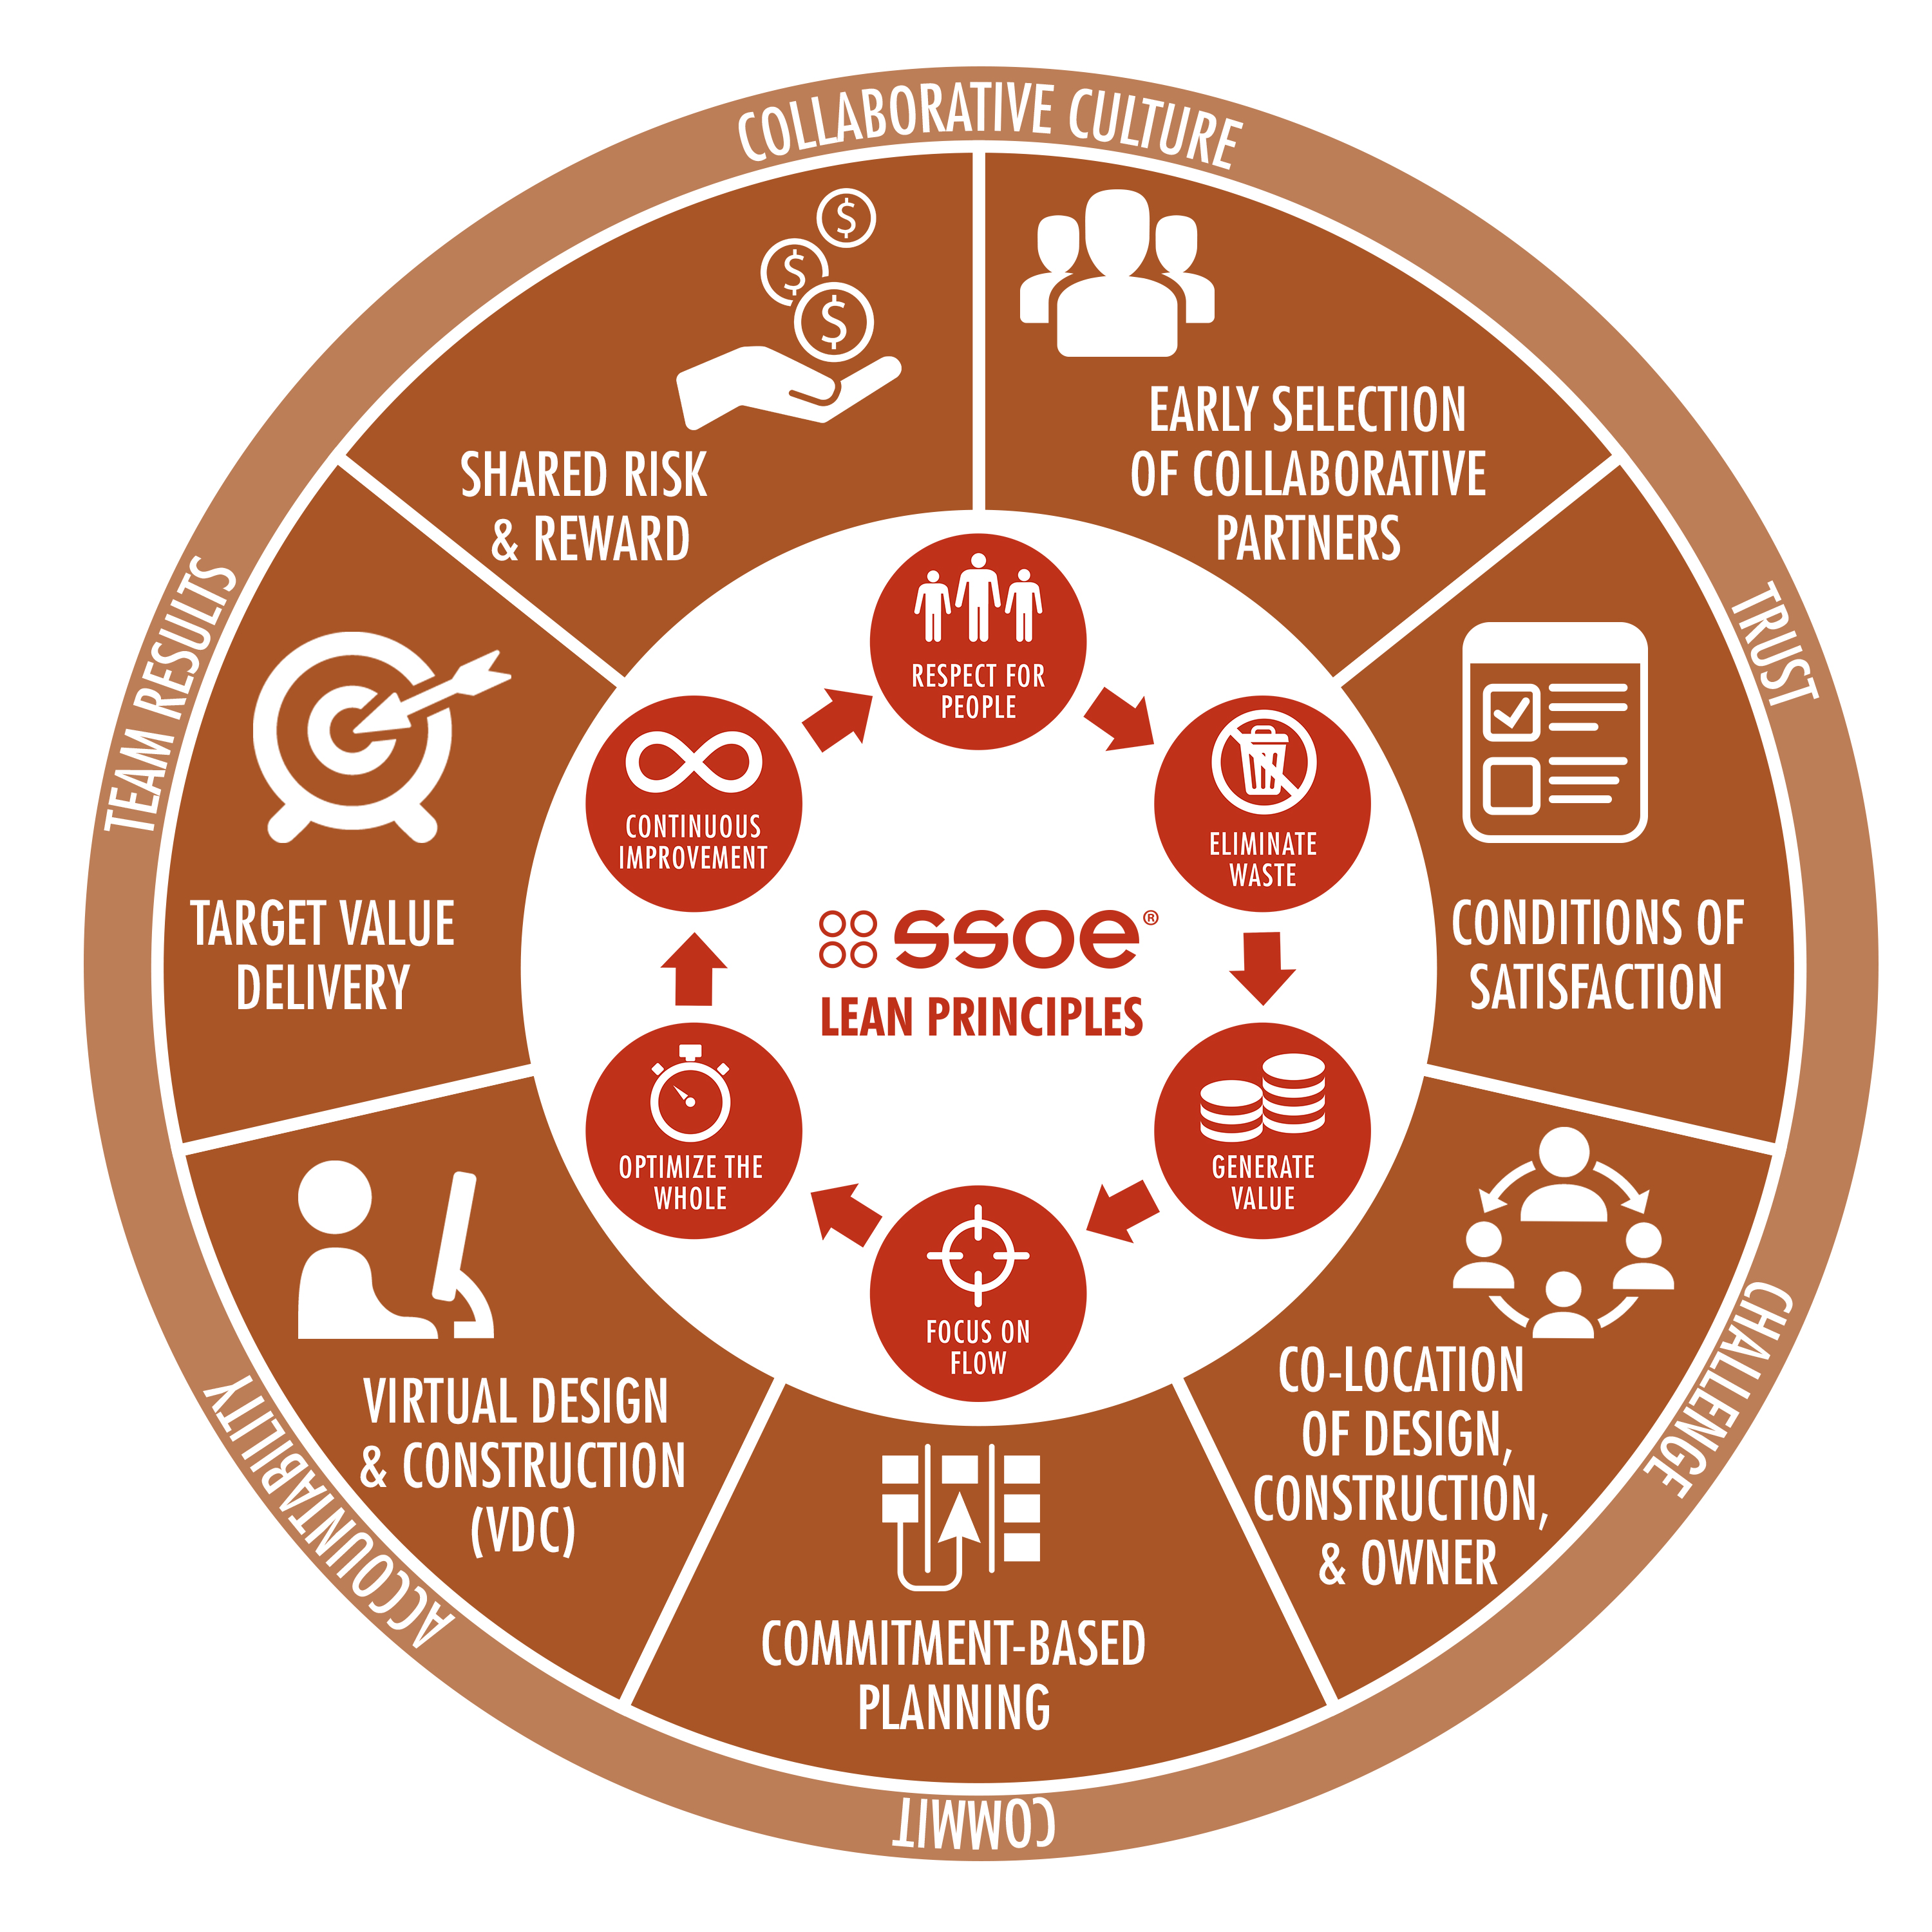 COLLABORATIVE CULTURE
TRUST
CHALLENGE
COMMIT
ACCOUNTABILITY
TEAM RESULTS
EARLY SELECTION
OF COLLABORATIVE
PARTNERS
CONDITIONS OF
SATISFACTION
CO-LOCATION
OF DESIGN,
CONSTRUCTION,
& OWNER
COMMITMENT-BASED
PLANNING
VIRTUAL DESIGN
& CONSTRUCTION
(VDC)
TARGET VALUE
DELIVERY
SHARED RISK
& REWARD
$
$
$
RESPECT FOR
PEOPLE
ELIMINATE
WASTE
GENERATE
VALUE
FOCUS ON
FLOW
OPTIMIZE THE
WHOLE
CONTINUOUS
IMPROVEMENT
ssoe®
LEAN PRINCIPLES